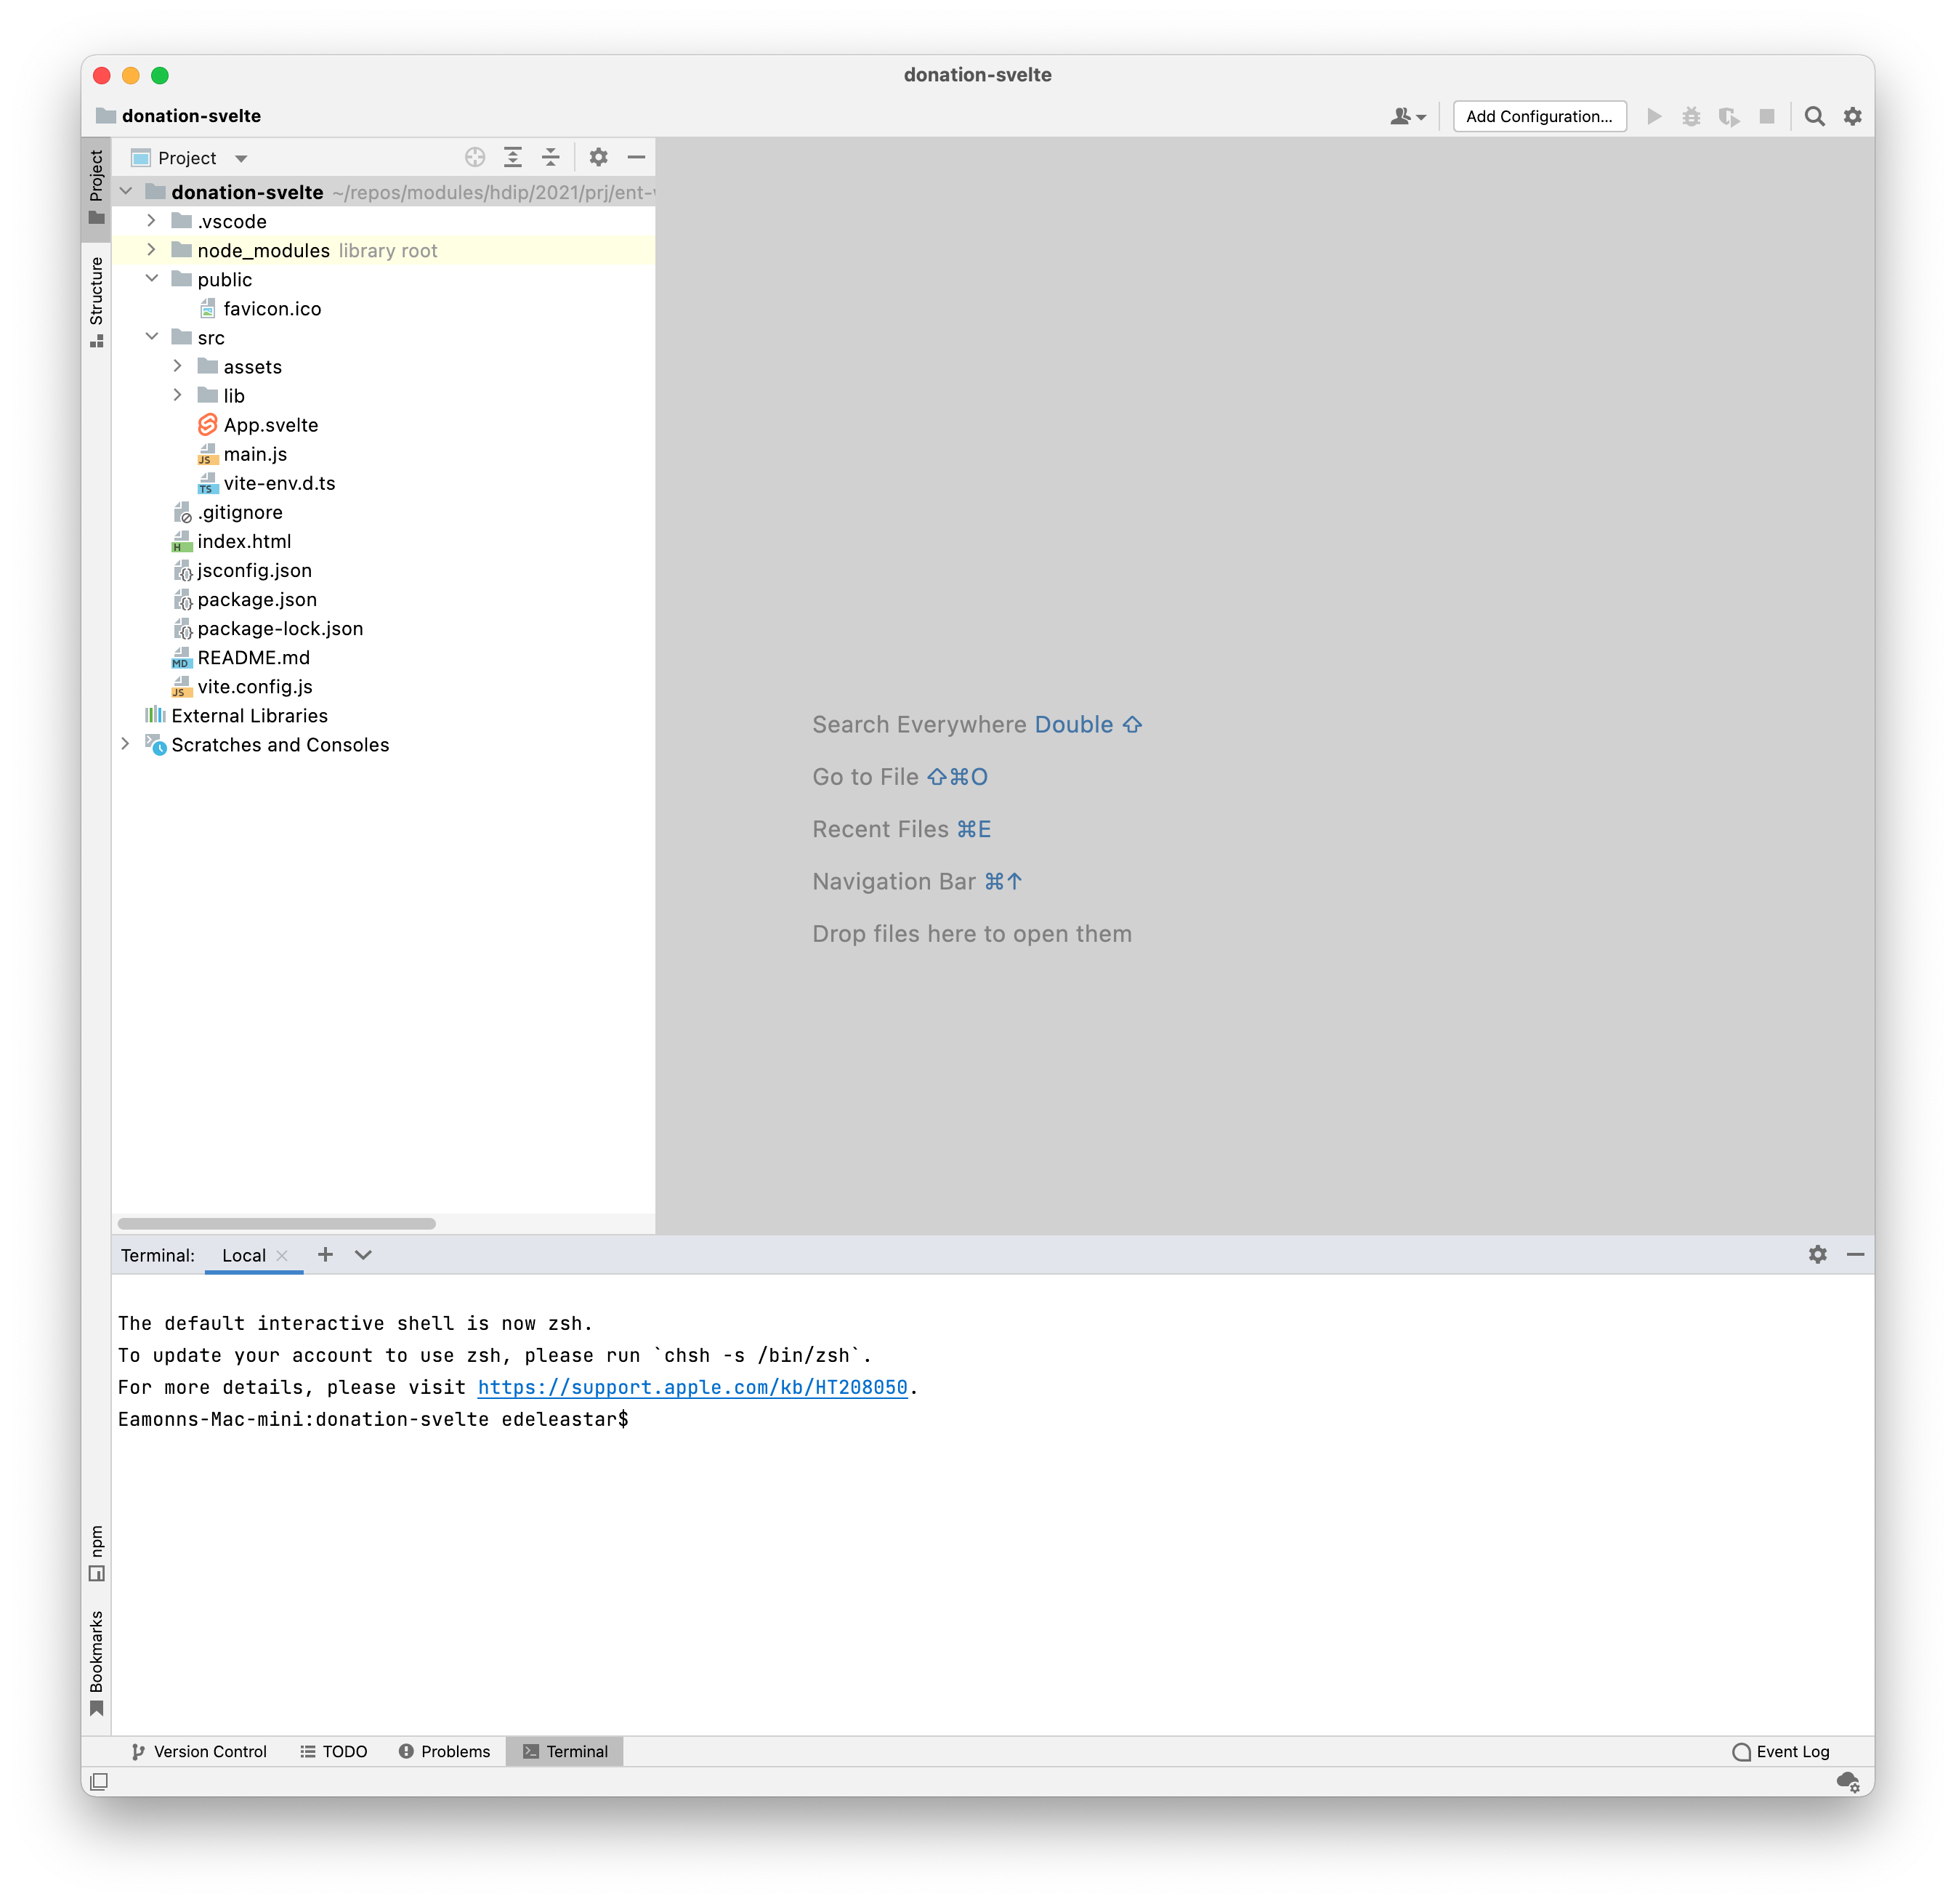 donation-svelte
donation-svelte
Add Configuration...
Project
Structure
npm
Bookmarks
Project
donation-svelte ~/repos/modules/hdip/2021/prj/ent-
.vscode
node_modules library root
public
favicon.ico
src
assets
lib
App.svelte
JS main.js
TS vite-env.d.ts
.gitignore
H index.html
jsconfig.json
package.json
package-lock.json
MD README.md
JS vite.config.js
External Libraries
Scratches and Consoles
Search Everywhere Double ⇧
Go to File ⇧⌘O
Recent Files ⌘E
Navigation Bar ⌘↑
Drop files here to open them
Terminal: Local
The default interactive shell is now zsh.
To update your account to use zsh, please run `chsh -s /bin/zsh`.
For more details, please visit https://support.apple.com/kb/HT208050.
Eamonns-Mac-mini:donation-svelte edeleastar$
Version Control TODO Problems Terminal Event Log